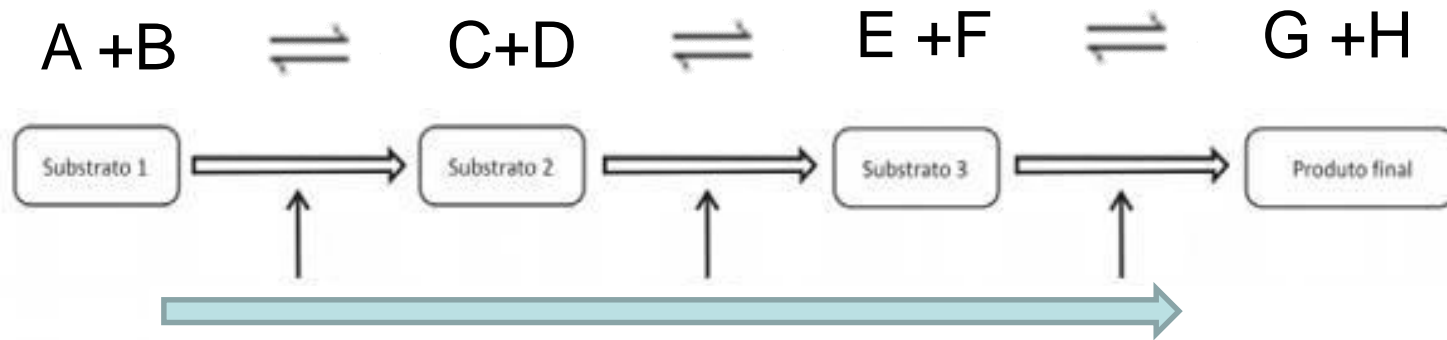 A +B ⇌ C+D ⇌ E +F ⇌ G +H
Substrato 1 Substrato 2 Substrato 3 Produto final